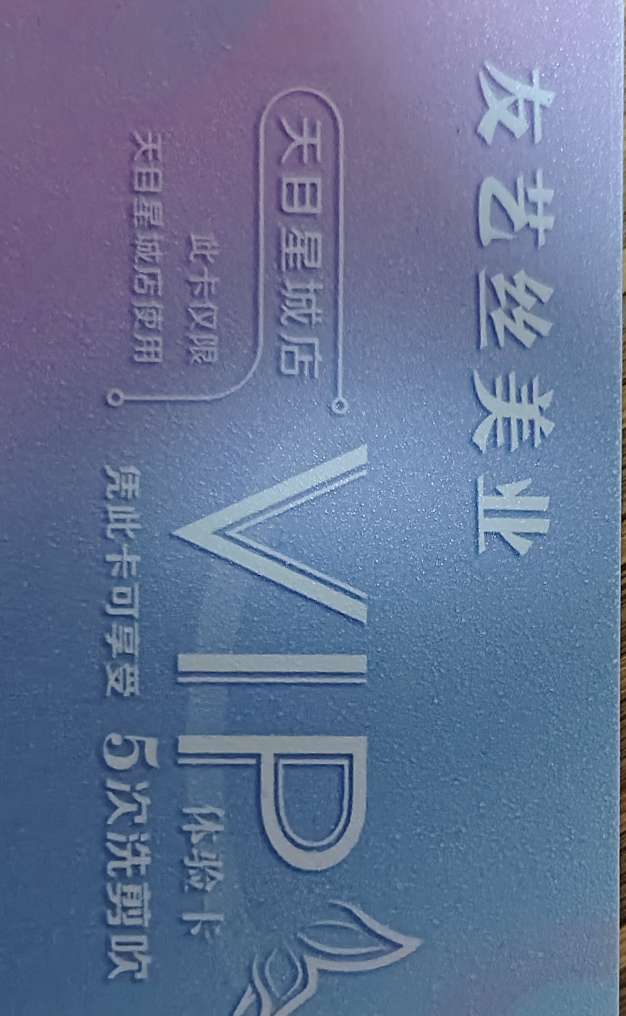 友艺丝美业
天目星城店
此卡仅限
天目星城店使用
VIP
体验卡
凭此卡可享受 5次洗剪吹